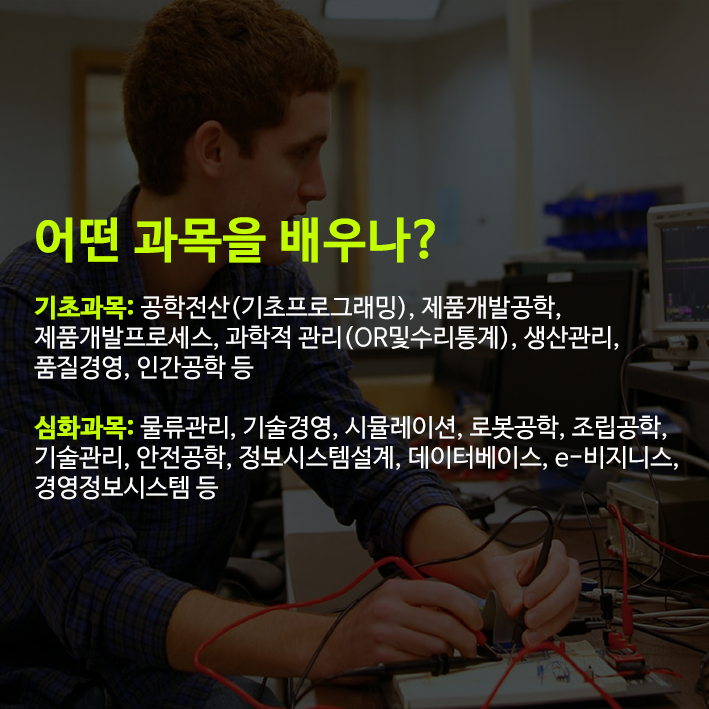 어떤 과목을 배우나?
기초과목: 공학전산(기초프로그래밍), 제품개발공학,
제품개발프로세스, 과학적 관리(OR및수리통계), 생산관리,
품질경영, 인간공학 등
심화과목: 물류관리, 기술경영, 시뮬레이션, 로봇공학, 조립공학,
기술관리, 안전공학, 정보시스템설계, 데이터베이스, e-비지니스,
경영정보시스템 등